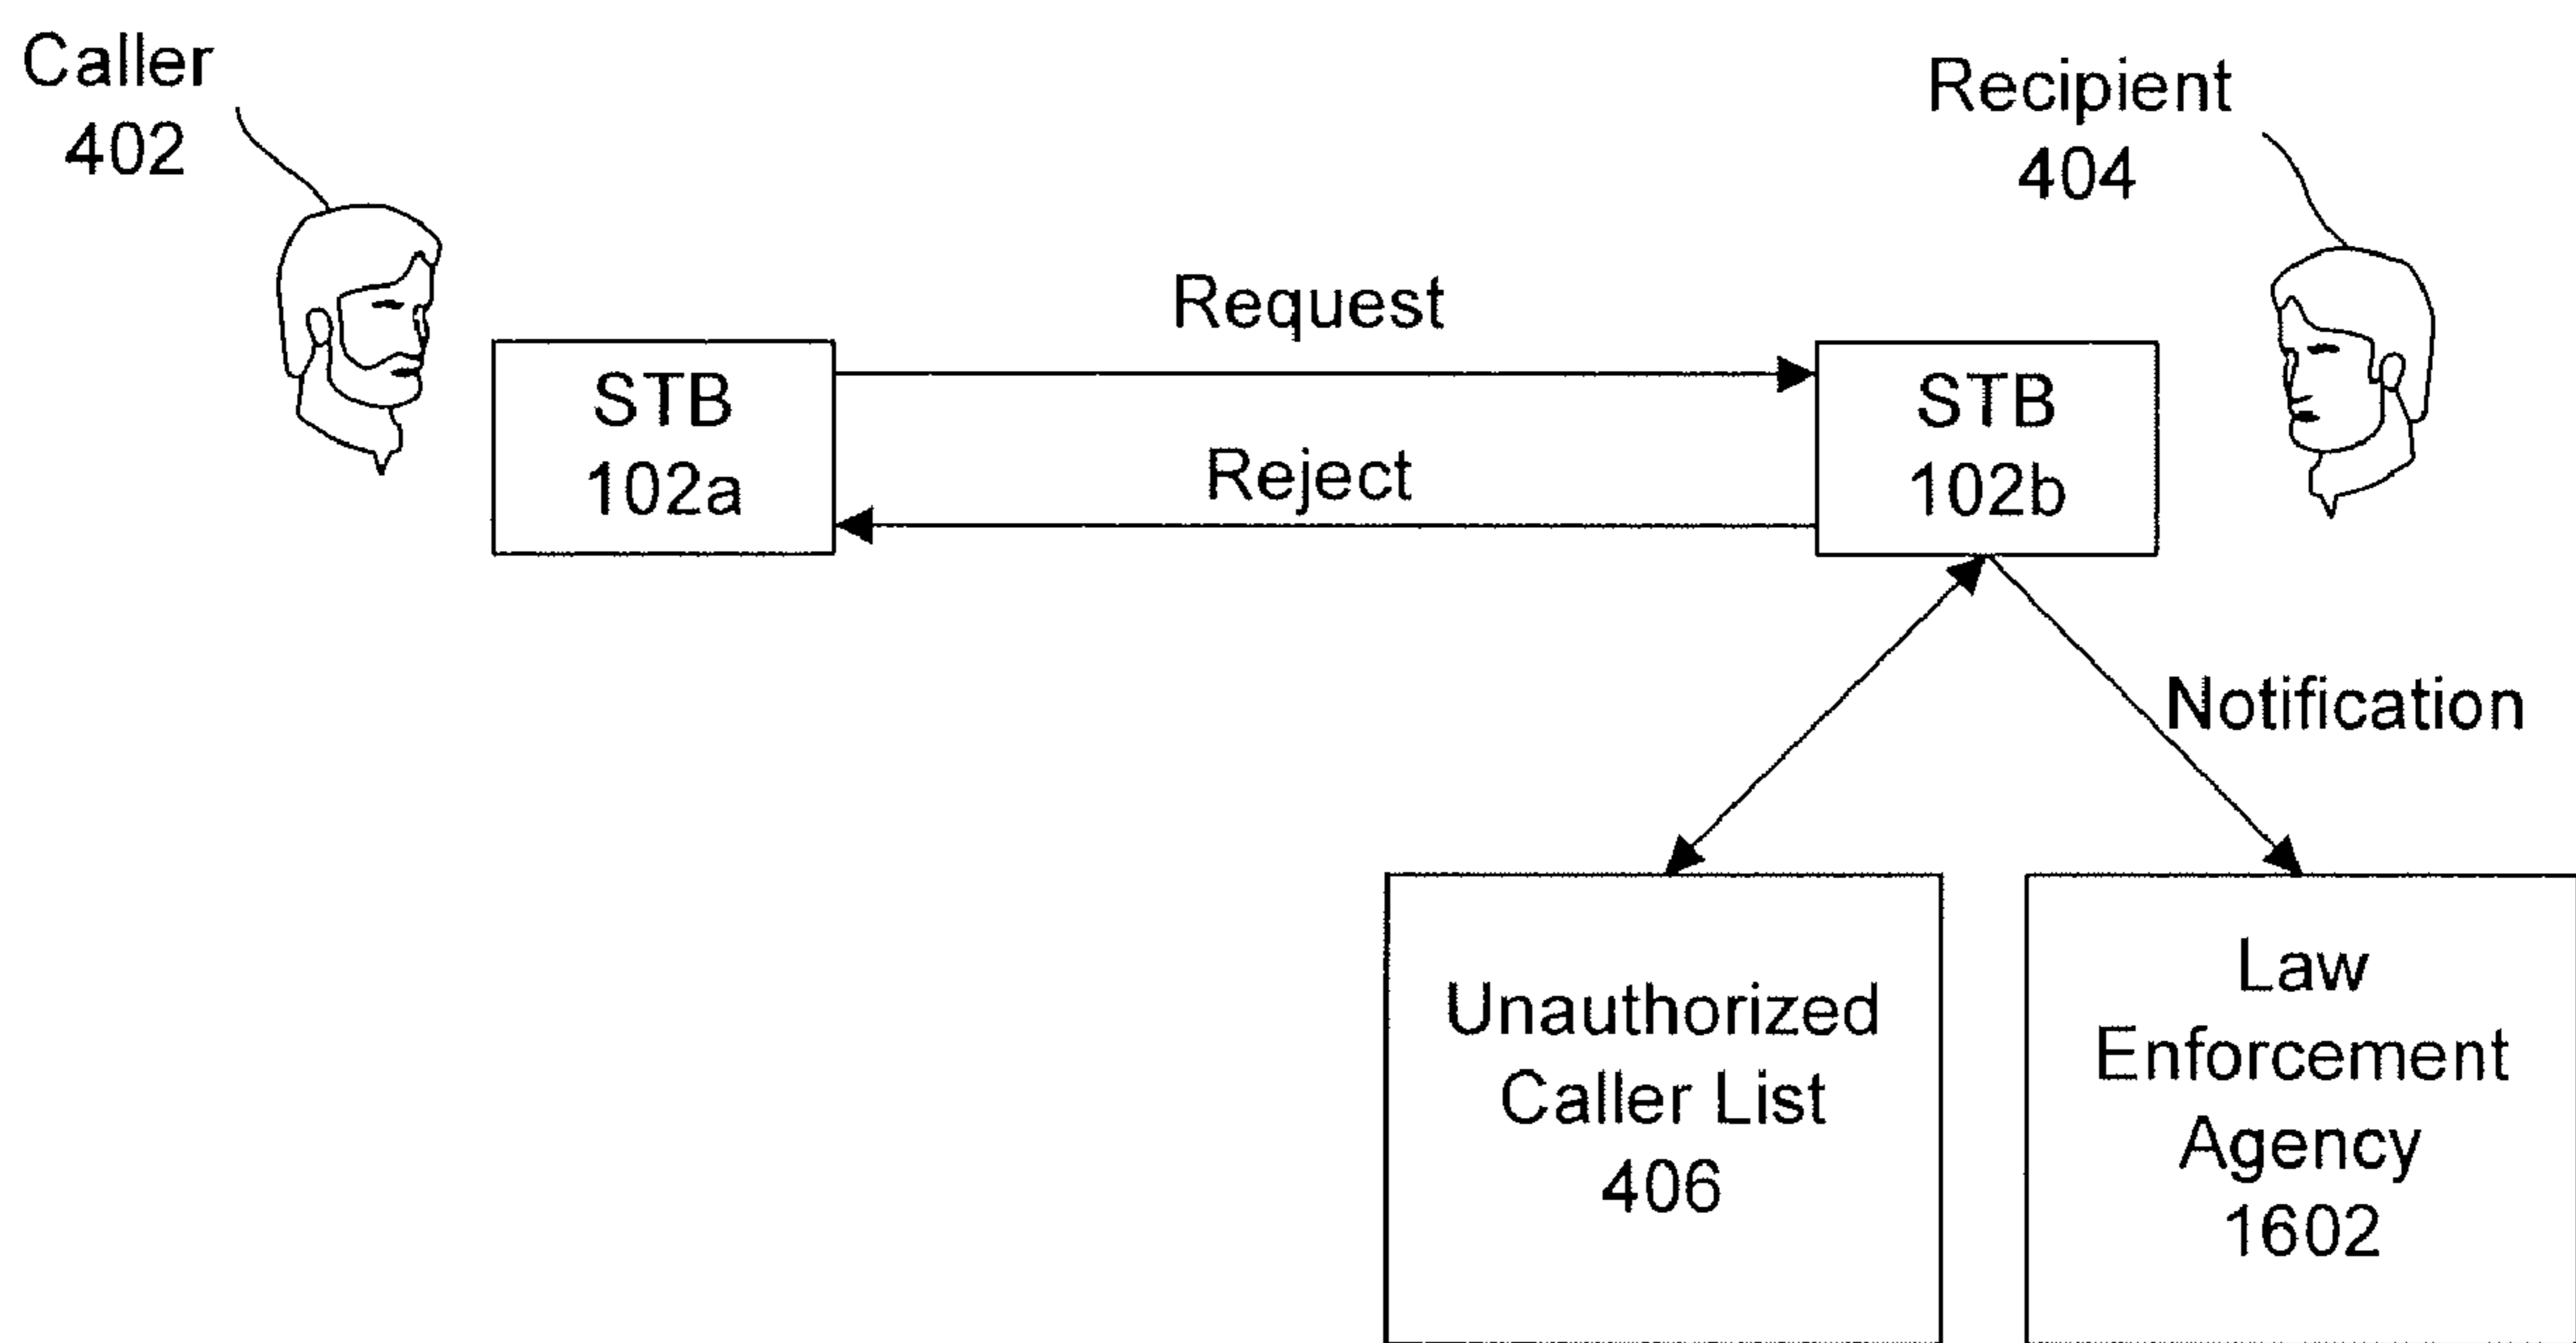 Caller
402
Recipient
404
Request
STB
102a
Reject
STB
102b
Notification
Unauthorized
Caller List
406
Law
Enforcement
Agency
1602